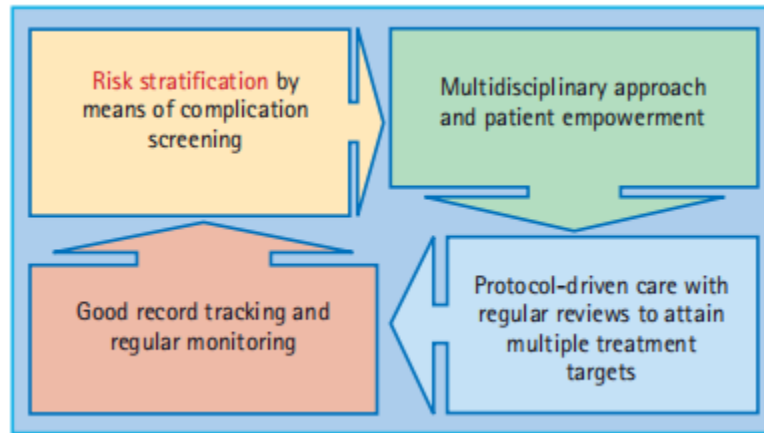 Risk stratification by
means of complication
screening
Multidisciplinary approach
and patient empowerment
Good record tracking and
regular monitoring
Protocol-driven care with
regular reviews to attain
multiple treatment
targets